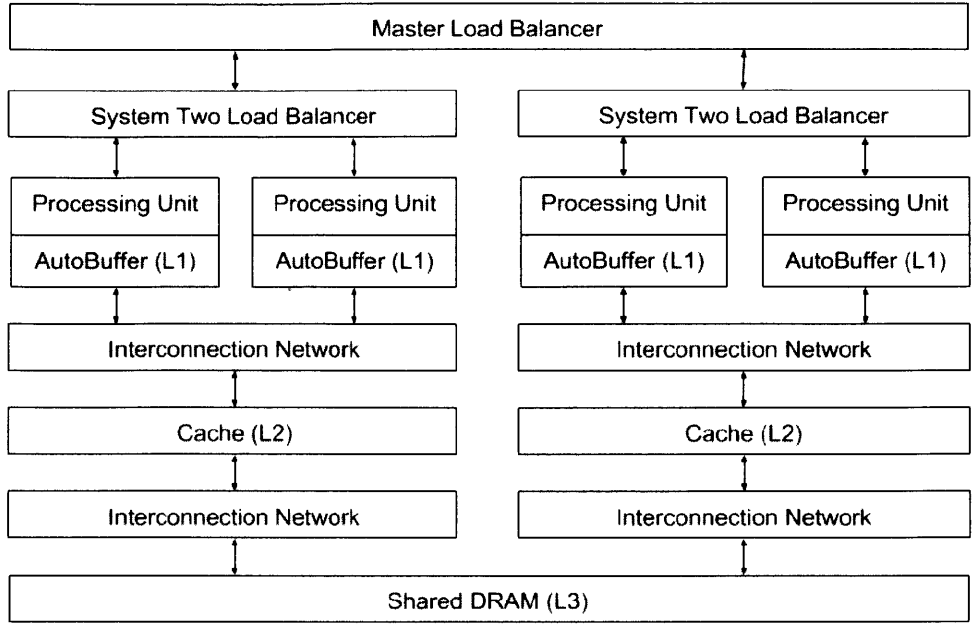 Master Load Balancer
System Two Load Balancer
System Two Load Balancer
Processing Unit
Processing Unit
Processing Unit
Processing Unit
AutoBuffer (L1)
AutoBuffer (L1)
AutoBuffer (L1)
AutoBuffer (L1)
Interconnection Network
Interconnection Network
Cache (L2)
Cache (L2)
Interconnection Network
Interconnection Network
Shared DRAM (L3)